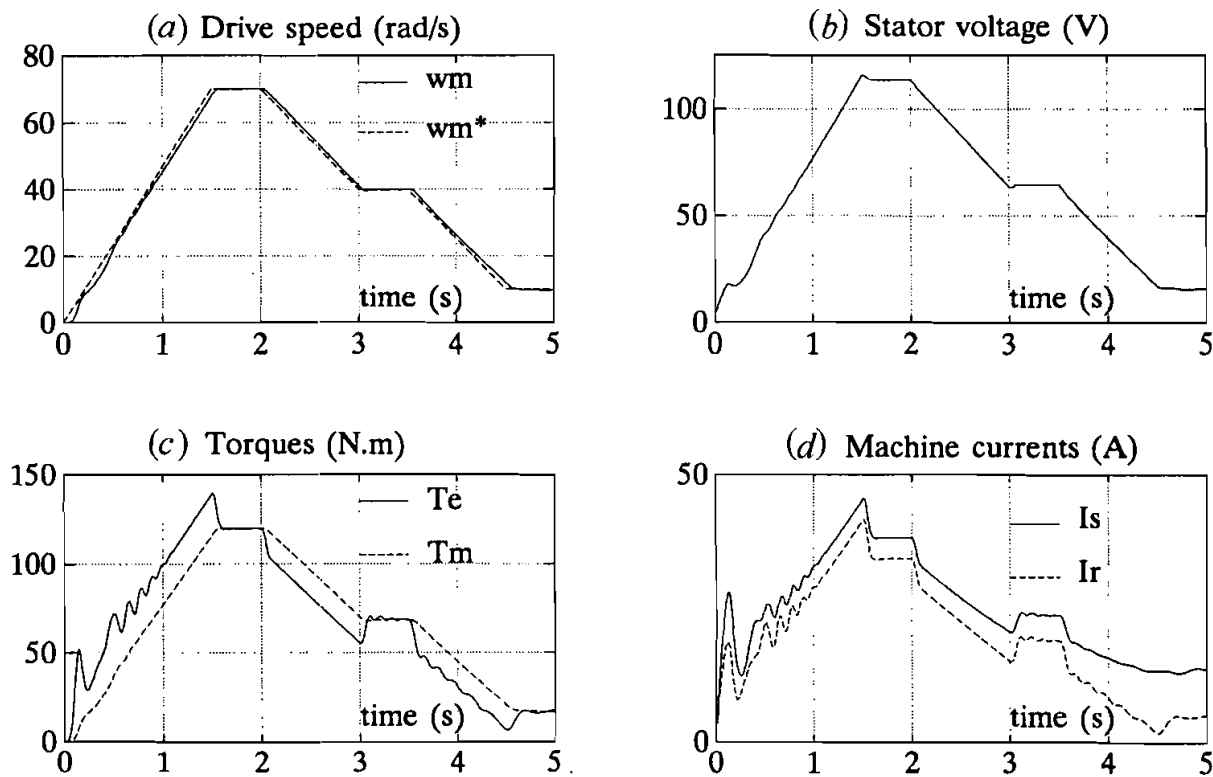 (a) Drive speed (rad/s)
80
60
40
20
0
wm
wm*
time (s)
0 1 2 3 4 5
(b) Stator voltage (V)
100
50
0
time (s)
0 1 2 3 4 5
(c) Torques (N.m)
150
100
50
0
Te
Tm
time (s)
0 1 2 3 4 5
(d) Machine currents (A)
50
0
Is
Ir
time (s)
0 1 2 3 4 5